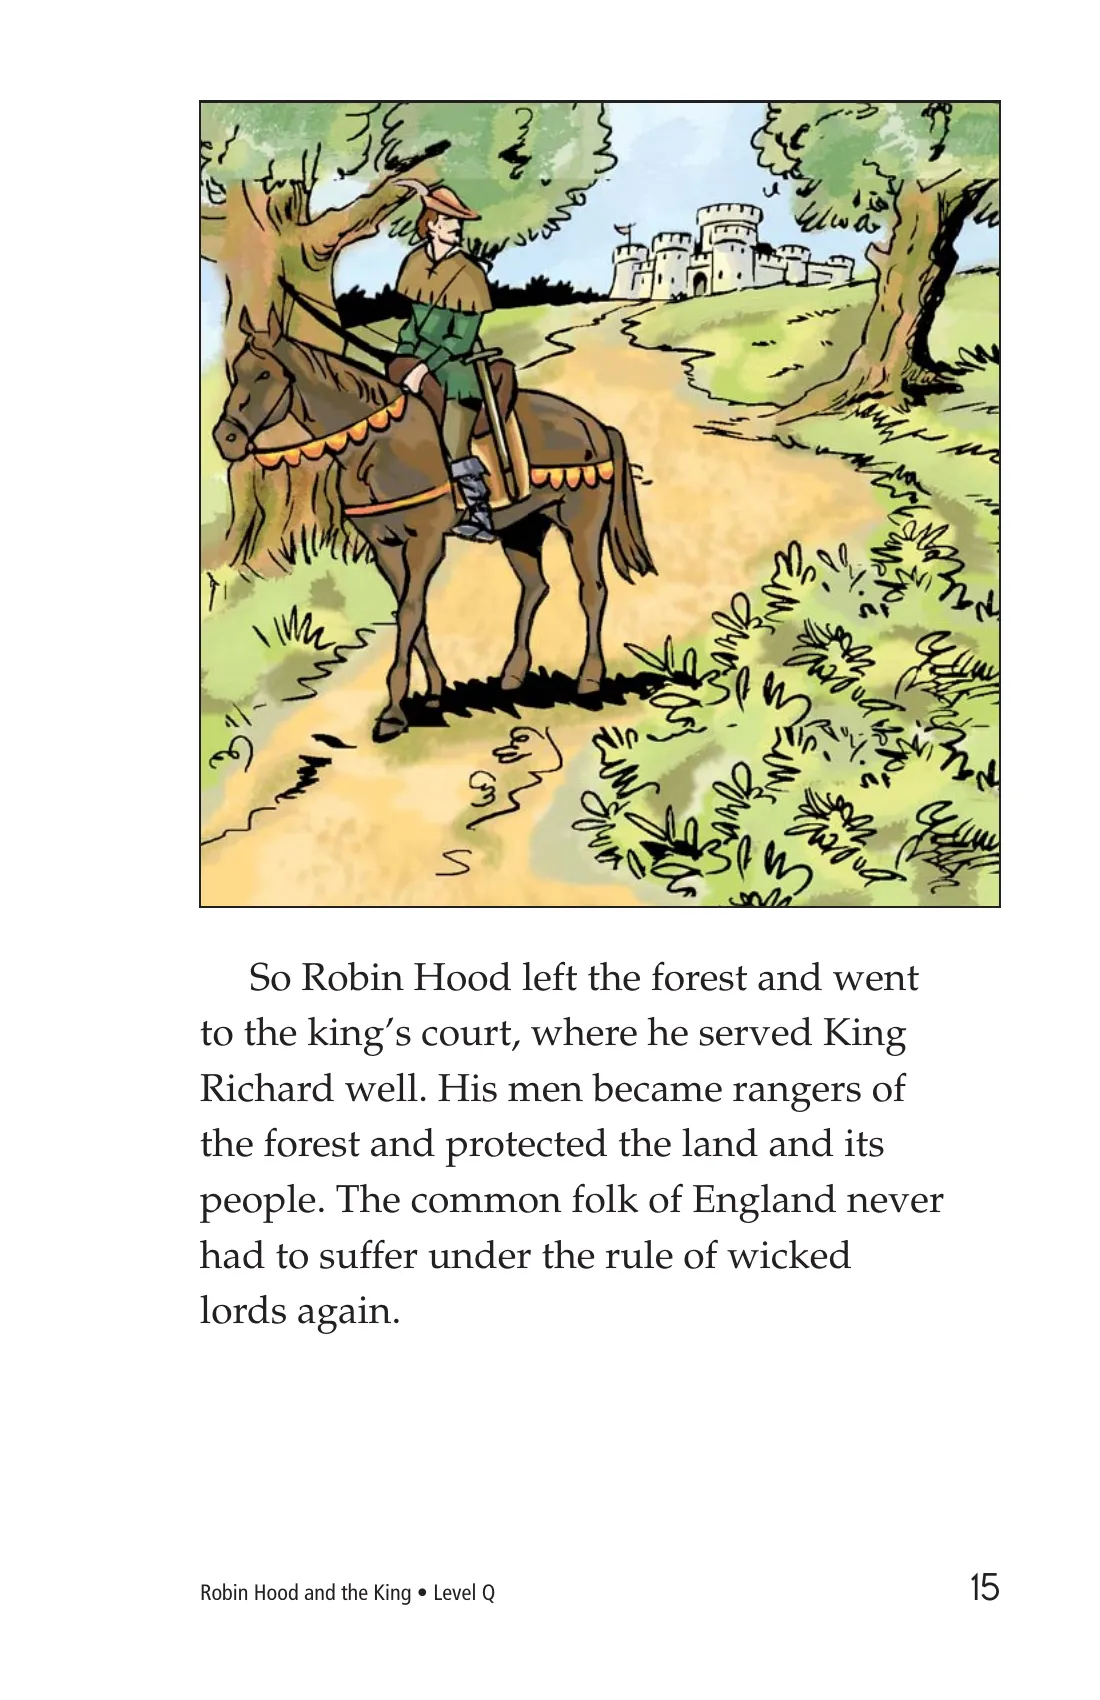 So Robin Hood left the forest and went
to the king’s court, where he served King
Richard well. His men became rangers of
the forest and protected the land and its
people. The common folk of England never
had to suffer under the rule of wicked
lords again.
Robin Hood and the King • Level Q
15